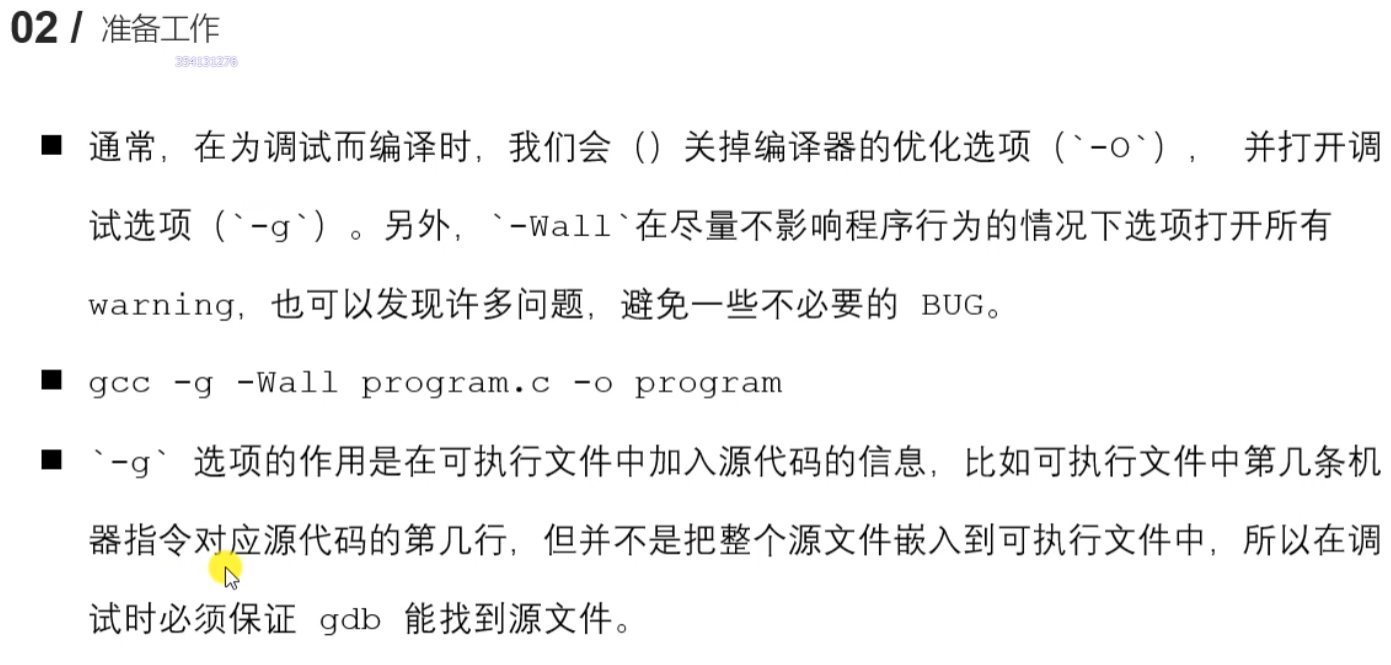 02 / 准备工作
354131276
■ 通常，在为调试而编译时，我们会（）关掉编译器的优化选项（`-O`）， 并打开调
试选项（`-g`）。另外，`-Wall`在尽量不影响程序行为的情况下选项打开所有
warning，也可以发现许多问题，避免一些不必要的 BUG。
■ gcc -g -Wall program.c -o program
■ `-g` 选项的作用是在可执行文件中加入源代码的信息，比如可执行文件中第几条机
器指令对应源代码的第几行，但并不是把整个源文件嵌入到可执行文件中，所以在调
试时必须保证 gdb 能找到源文件。